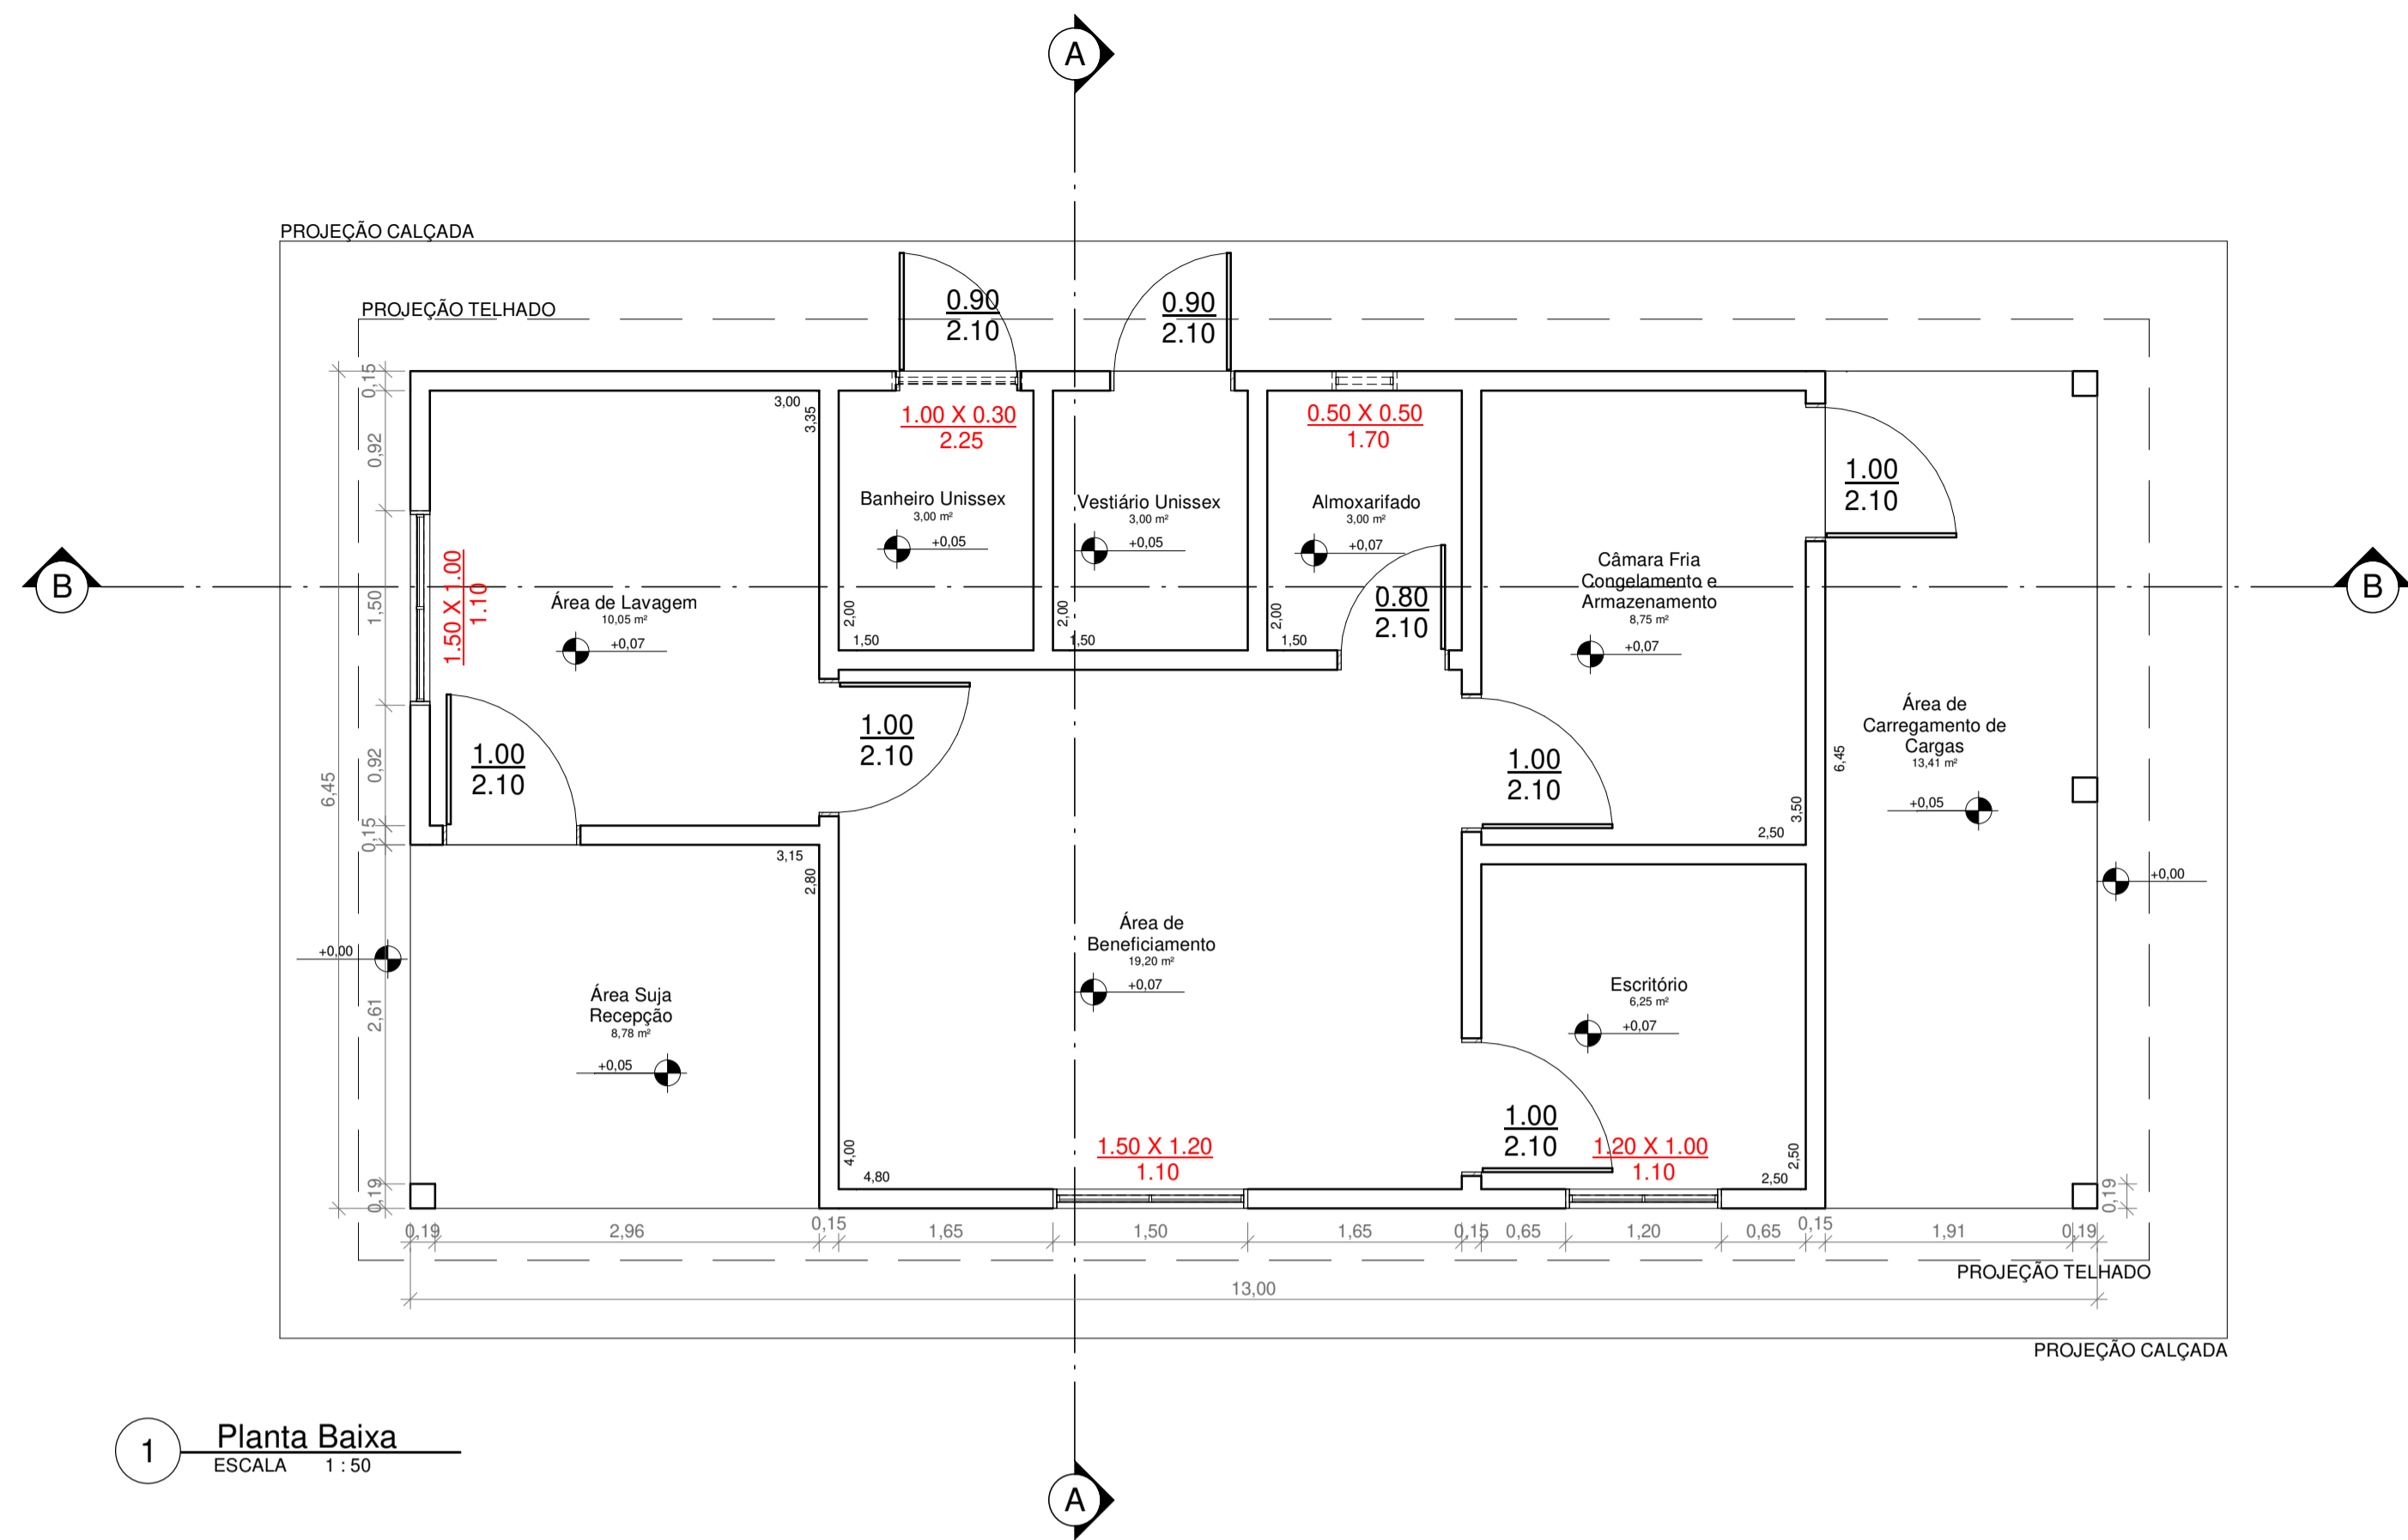 A
PROJEÇÃO CALÇADA
PROJEÇÃO TELHADO
0.90
2.10
0.90
2.10
0,15
0,92
1,50
0,92
0,15
2,61
0,19
6,45
3,00
3,35
1.00 X 0.30
2.25
0.50 X 0.50
1.70
1.00
2.10
Banheiro Unissex
3,00 m²
+0,05
Vestiário Unissex
3,00 m²
+0,05
Almoxarifado
3,00 m²
+0,07
Câmara Fria
Congelamento e
Armazenamento
8,75 m²
+0,07
B
B
1.50 X 1.00
1.10
Área de Lavagem
10,05 m²
+0,07
2,00
1,50
2,00
1,50
2,00
1,50
0.80
2.10
1.00
2.10
1.00
2.10
1.00
2.10
Área de
Carregamento de
Cargas
13,41 m²
+0,05
6,45
3,50
2,50
3,15
2,80
+0,00
+0,00
Área de
Beneficiamento
19,20 m²
+0,07
Área Suja
Recepção
8,78 m²
+0,05
Escritório
6,25 m²
+0,07
4,00
4,80
1.50 X 1.20
1.10
1.00
2.10
1.20 X 1.00
1.10
2,50
2,50
0,19
0,19
2,96
0,15
1,65
1,50
1,65
0,15
0,65
1,20
0,65
0,15
1,91
0,19
PROJEÇÃO TELHADO
13,00
PROJEÇÃO CALÇADA
1
Planta Baixa
ESCALA 1 : 50
A